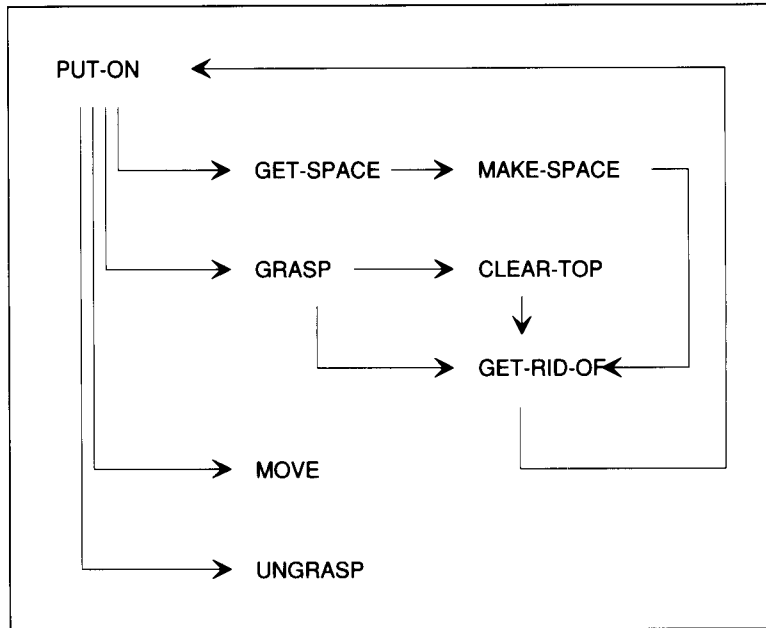 PUT-ON
GET-SPACE MAKE-SPACE
GRASP CLEAR-TOP
GET-RID-OF
MOVE
UNGRASP